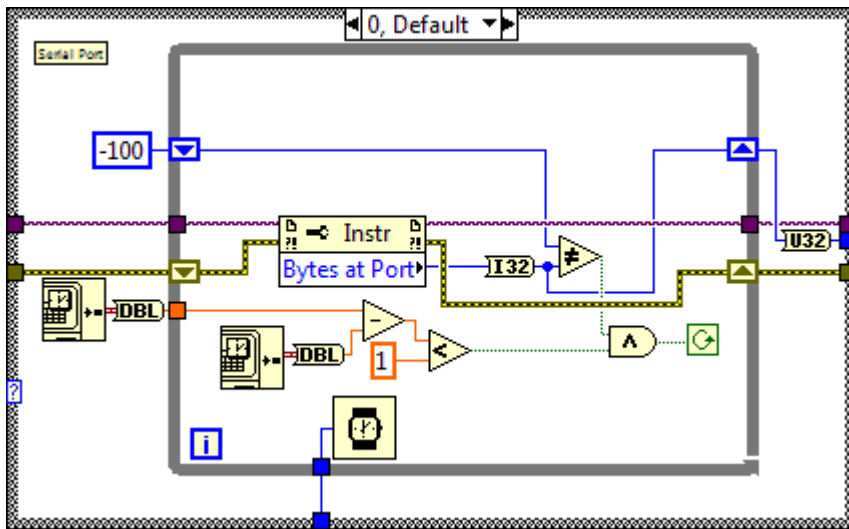 0, Default
Serial Port
-100
Instr
Bytes at Port
I32
U32
≠
DBL
-
DBL
<
1
∧
?
i